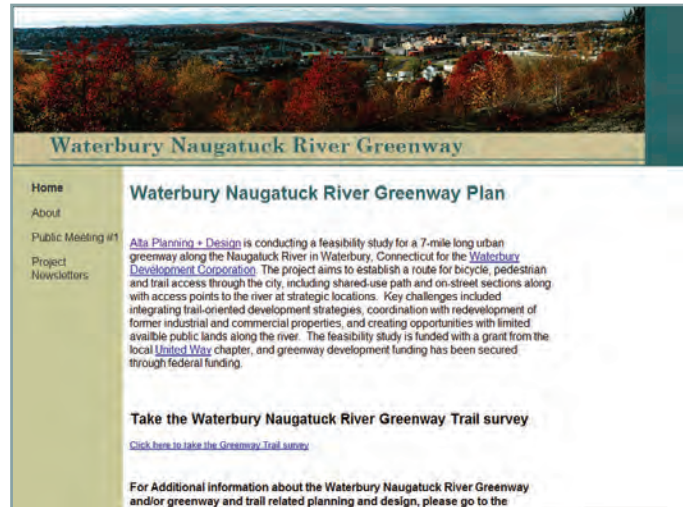 Waterbury Naugatuck River Greenway
Home
About
Public Meeting #1
Project
Newsletters
Waterbury Naugatuck River Greenway Plan
Alta Planning + Design is conducting a feasibility study for a 7-mile long urban
greenway along the Naugatuck River in Waterbury, Connecticut for the Waterbury
Development Corporation. The project aims to establish a route for bicycle, pedestrian
and trail access through the city, including shared-use path and on-street sections along
with access points to the river at strategic locations. Key challenges included
integrating trail-oriented development strategies, coordination with redevelopment of
former industrial and commercial properties, and creating opportunities with limited
availble public lands along the river. The feasibility study is funded with a grant from the
local United Way chapter, and greenway development funding has been secured
through federal funding.
Take the Waterbury Naugatuck River Greenway Trail survey
Click here to take the Greenway Trail survey
For Additional information about the Waterbury Naugatuck River Greenway
and/or greenway and trail related planning and design, please go to the